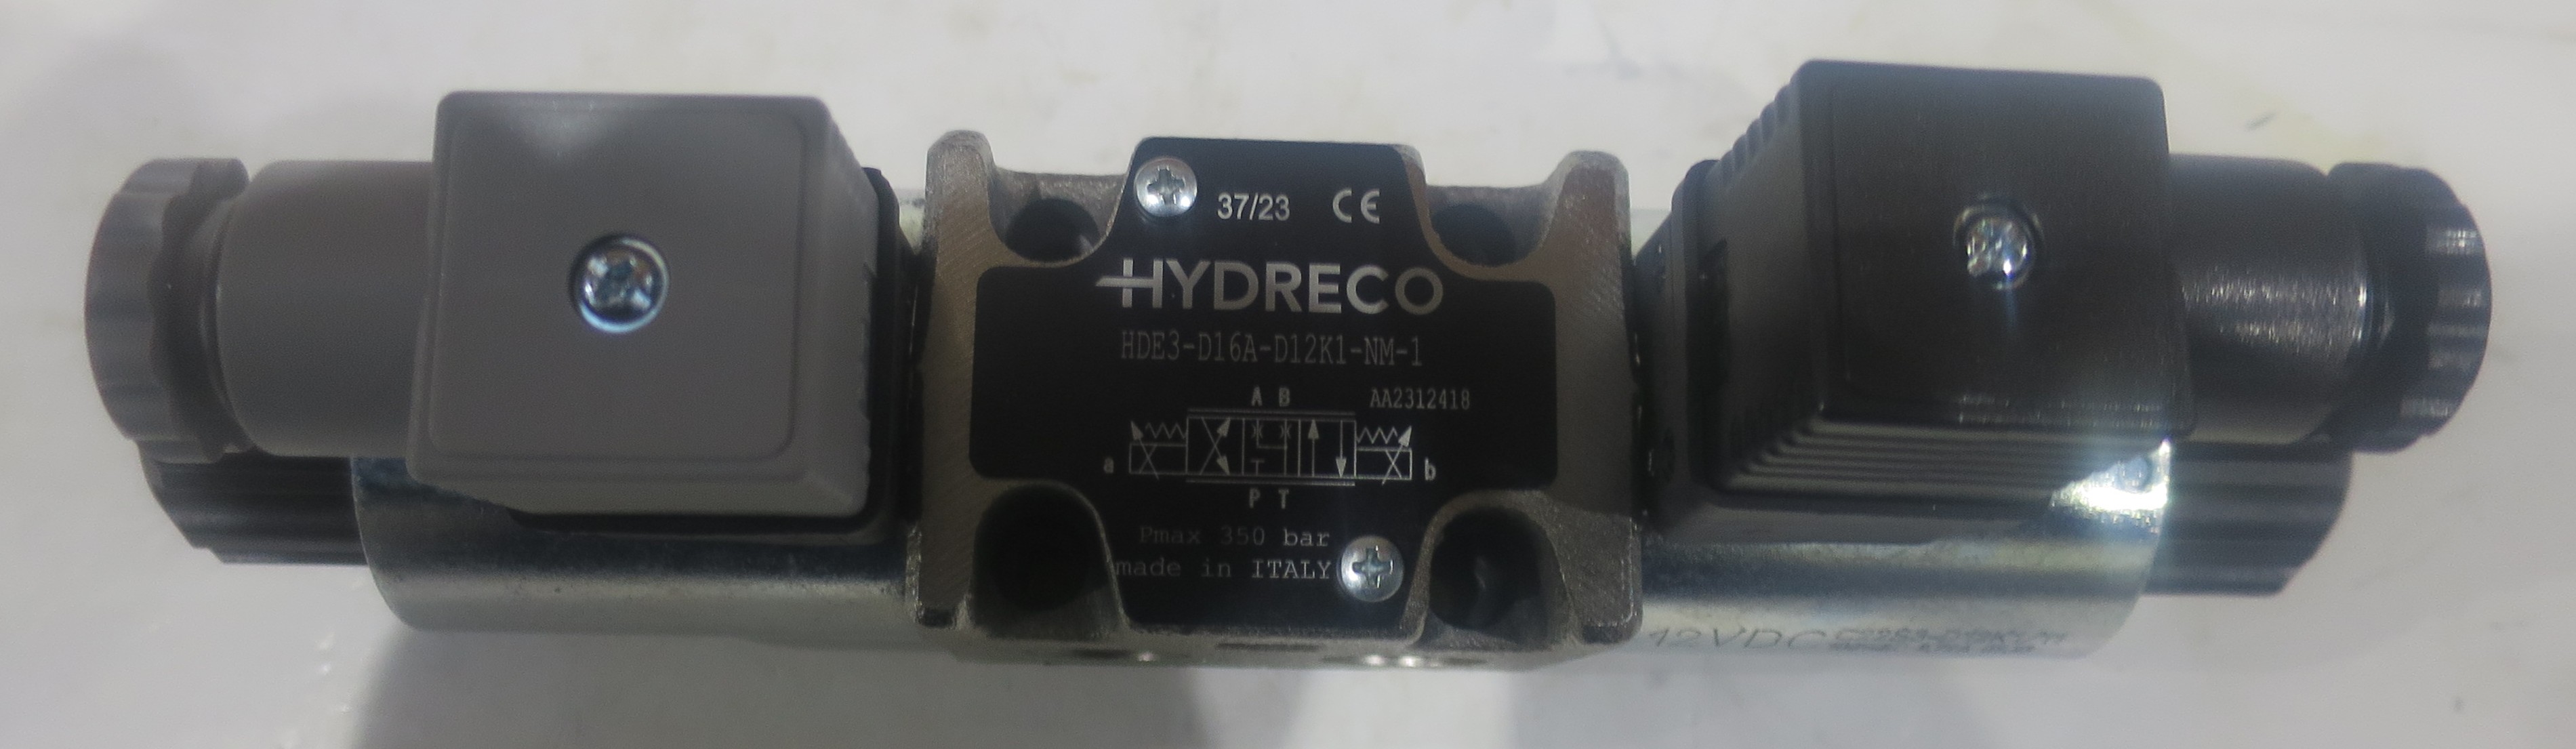 37/23 CE
HYDRECO
HDE3-D16A-D12K1-NM-1
A B AA2312418
a b
P T
Pmax 350 bar
made in ITALY
12VDC